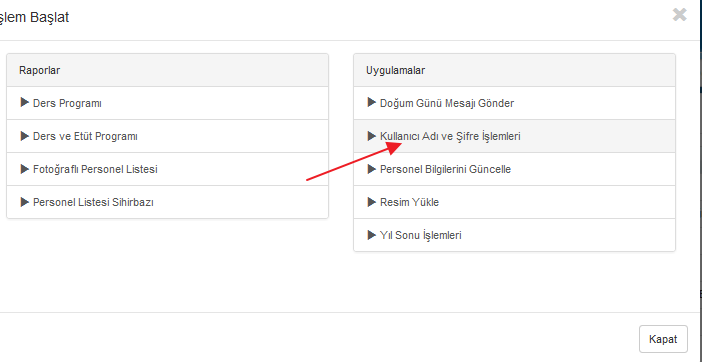 şlem Başlat
Raporlar
Ders Programı
Ders ve Etüt Programı
Fotoğraflı Personel Listesi
Personel Listesi Sihirbazı
Uygulamalar
Doğum Günü Mesajı Gönder
Kullanıcı Adı ve Şifre İşlemleri
Personel Bilgilerini Güncelle
Resim Yükle
Yıl Sonu İşlemleri
Kapat